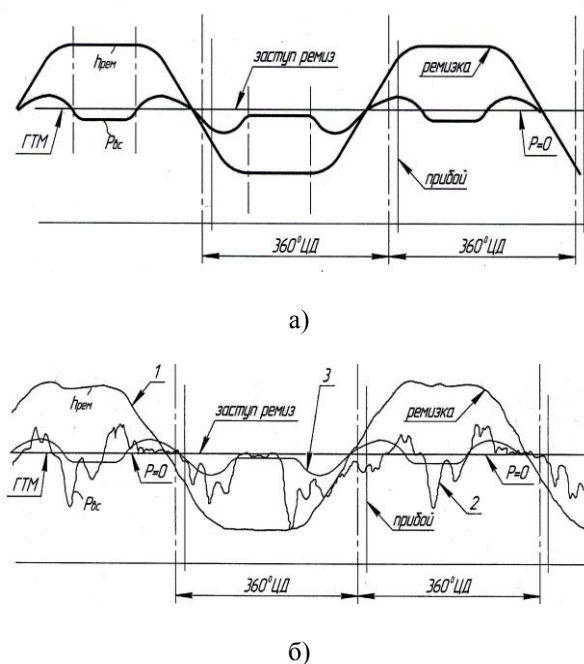 hрем
заступ ремиз
ремизка
ГТМ
Pвс
P=0
прибой
360°ЦД
360°ЦД
а)
1
hрем
заступ ремиз
3
ремизка
ГТМ
P=0
Pвс
P=0
2
прибой
360°ЦД
360°ЦД
б)